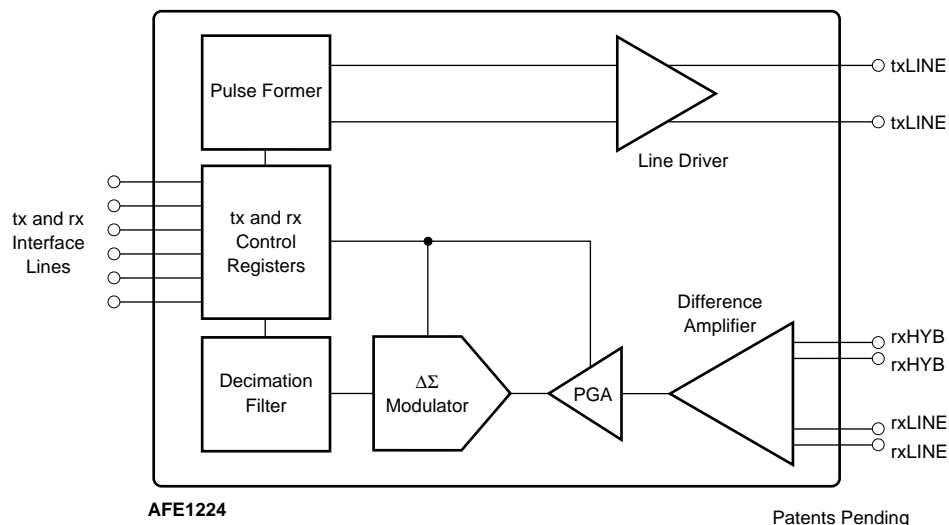 Pulse Former
txLINE
txLINE
Line Driver
tx and rx
Interface
Lines
tx and rx
Control
Registers
Difference
Amplifier
rxHYB
rxHYB
Decimation
Filter
ΔΣ
Modulator
PGA
rxLINE
rxLINE
AFE1224
Patents Pending